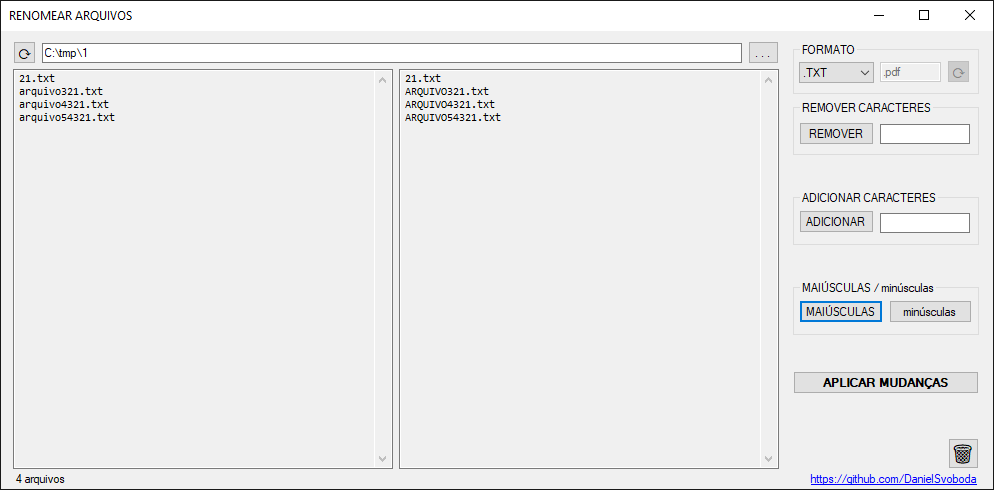 RENOMEAR ARQUIVOS
C:\tmp\1
...
21.txt
arquivo321.txt
arquivo4321.txt
arquivo54321.txt
21.txt
ARQUIVO321.txt
ARQUIVO4321.txt
ARQUIVO54321.txt
FORMATO
.TXT
.pdf
REMOVER CARACTERES
REMOVER
ADICIONAR CARACTERES
ADICIONAR
MAIÚSCULAS / minúsculas
MAIÚSCULAS
minúsculas
APLICAR MUDANÇAS
4 arquivos
https://github.com/DanielSvoboda